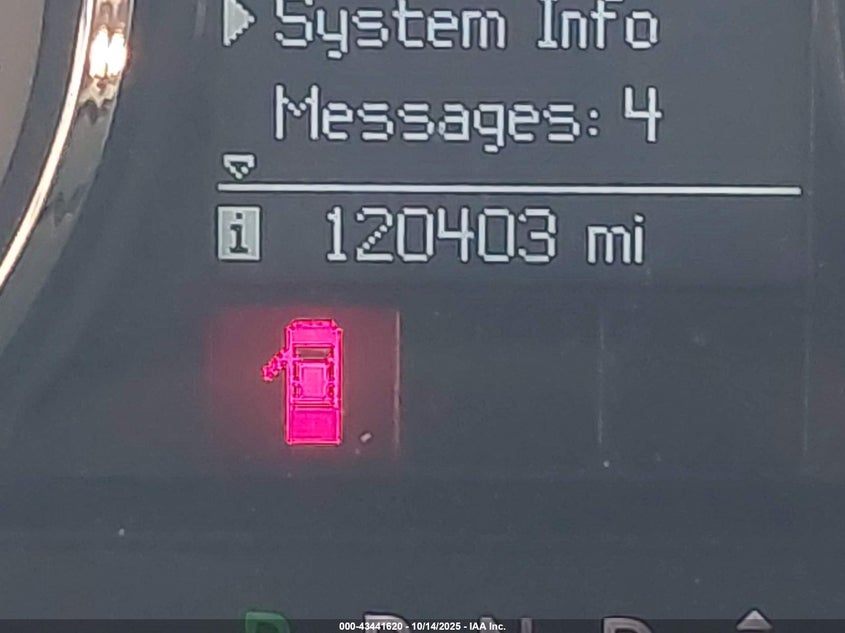 System Info
Messages: 4
i 120403 mi
P R N D
000-43441620 - 10/14/2025 - IAA Inc.